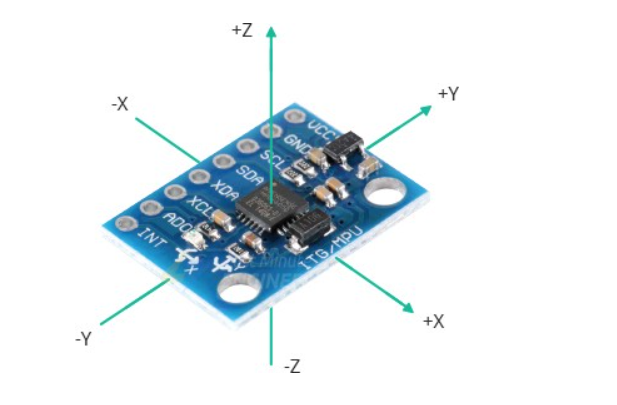 +Z
-X
+Y
VCC
GND
SCL
SDA
XDA
XCL
ADO
INT
X
Y
ITG/MPU
-Y
+X
-Z